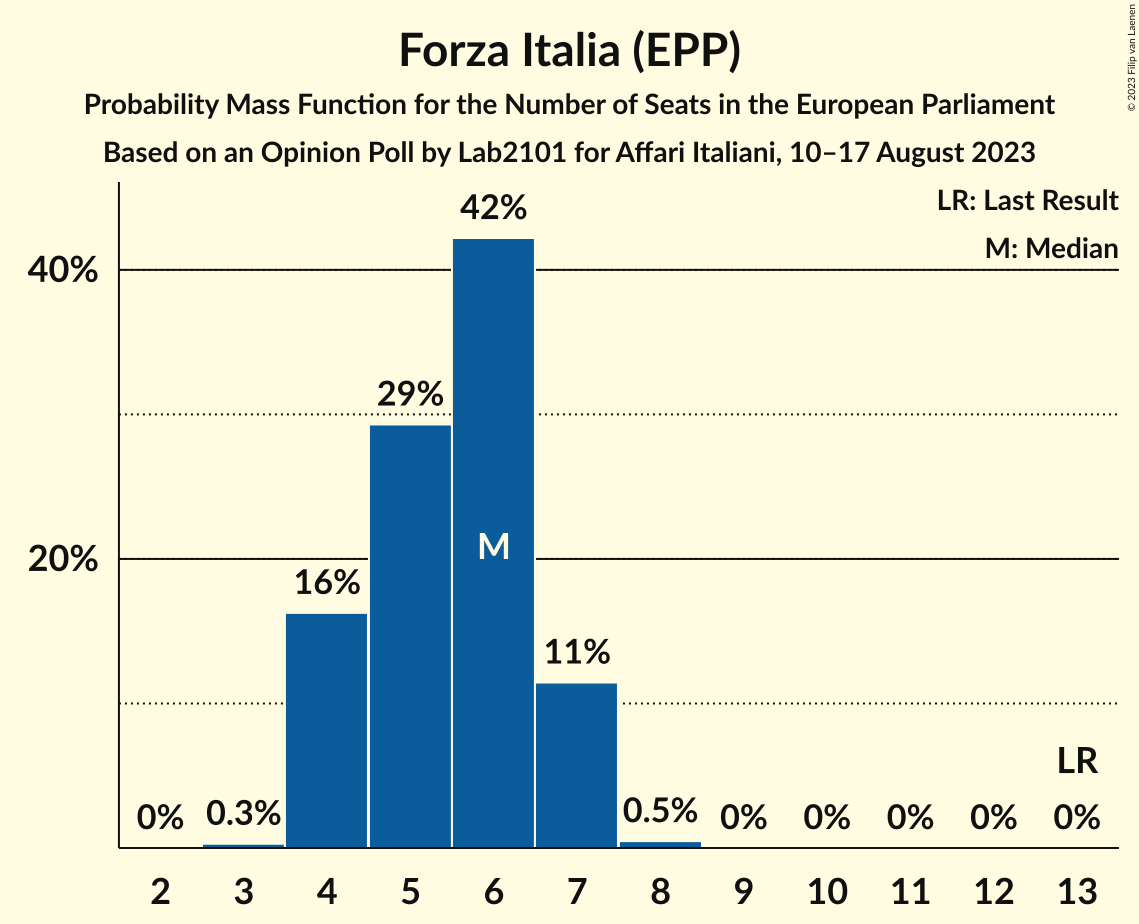 Forza Italia (EPP)
Probability Mass Function for the Number of Seats in the European Parliament
Based on an Opinion Poll by Lab2101 for Affari Italiani, 10–17 August 2023
© 2023 Filip van Laenen
LR: Last Result
M: Median
40%
20%
0%
0.3%
16%
29%
42%
M
11%
0.5%
0%
0%
0%
0%
LR
0%
2 3 4 5 6 7 8 9 10 11 12 13